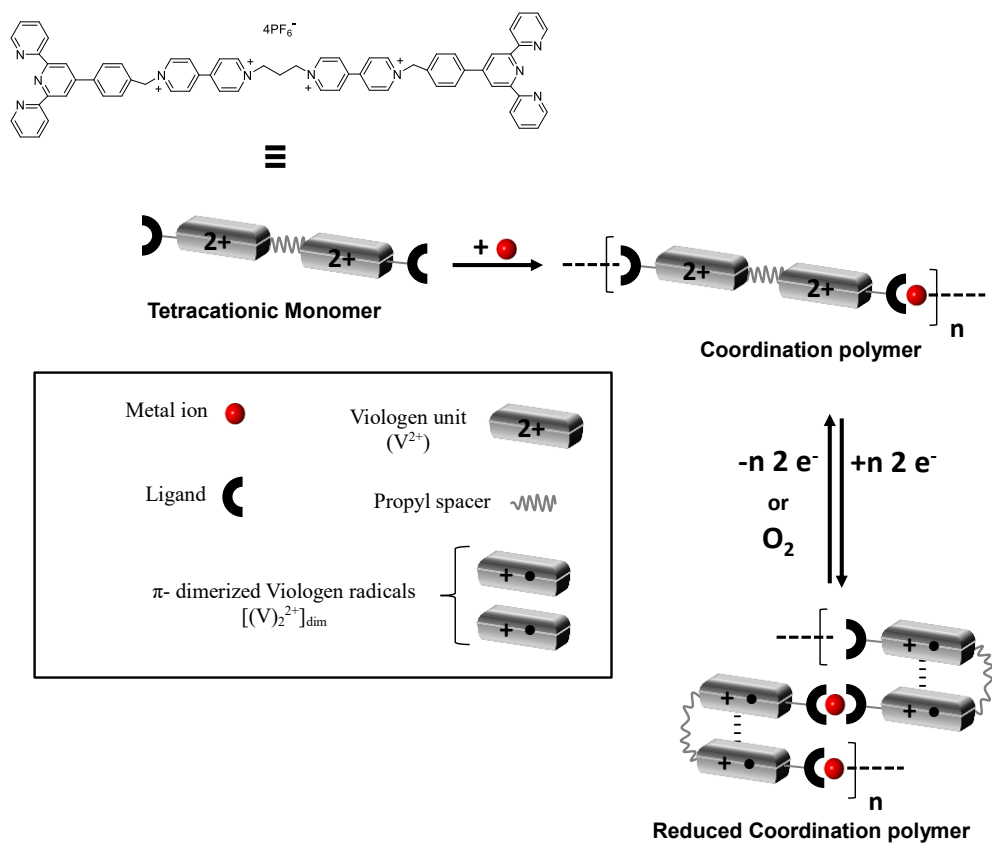 4PF6-
N
N
N
N
+
N
+
N
+
N
+
N
N
N
≡
2+
2+
+
2+
2+
n
Tetracationic Monomer
Coordination polymer
Metal ion
Viologen unit
(V2+)
2+
Ligand
Propyl spacer
π- dimerized Viologen radicals
[(V)22+]dim
+ •
+ •
-n 2 e-
+n 2 e-
or
O2
+ •
+ •
+ •
+ •
n
Reduced Coordination polymer